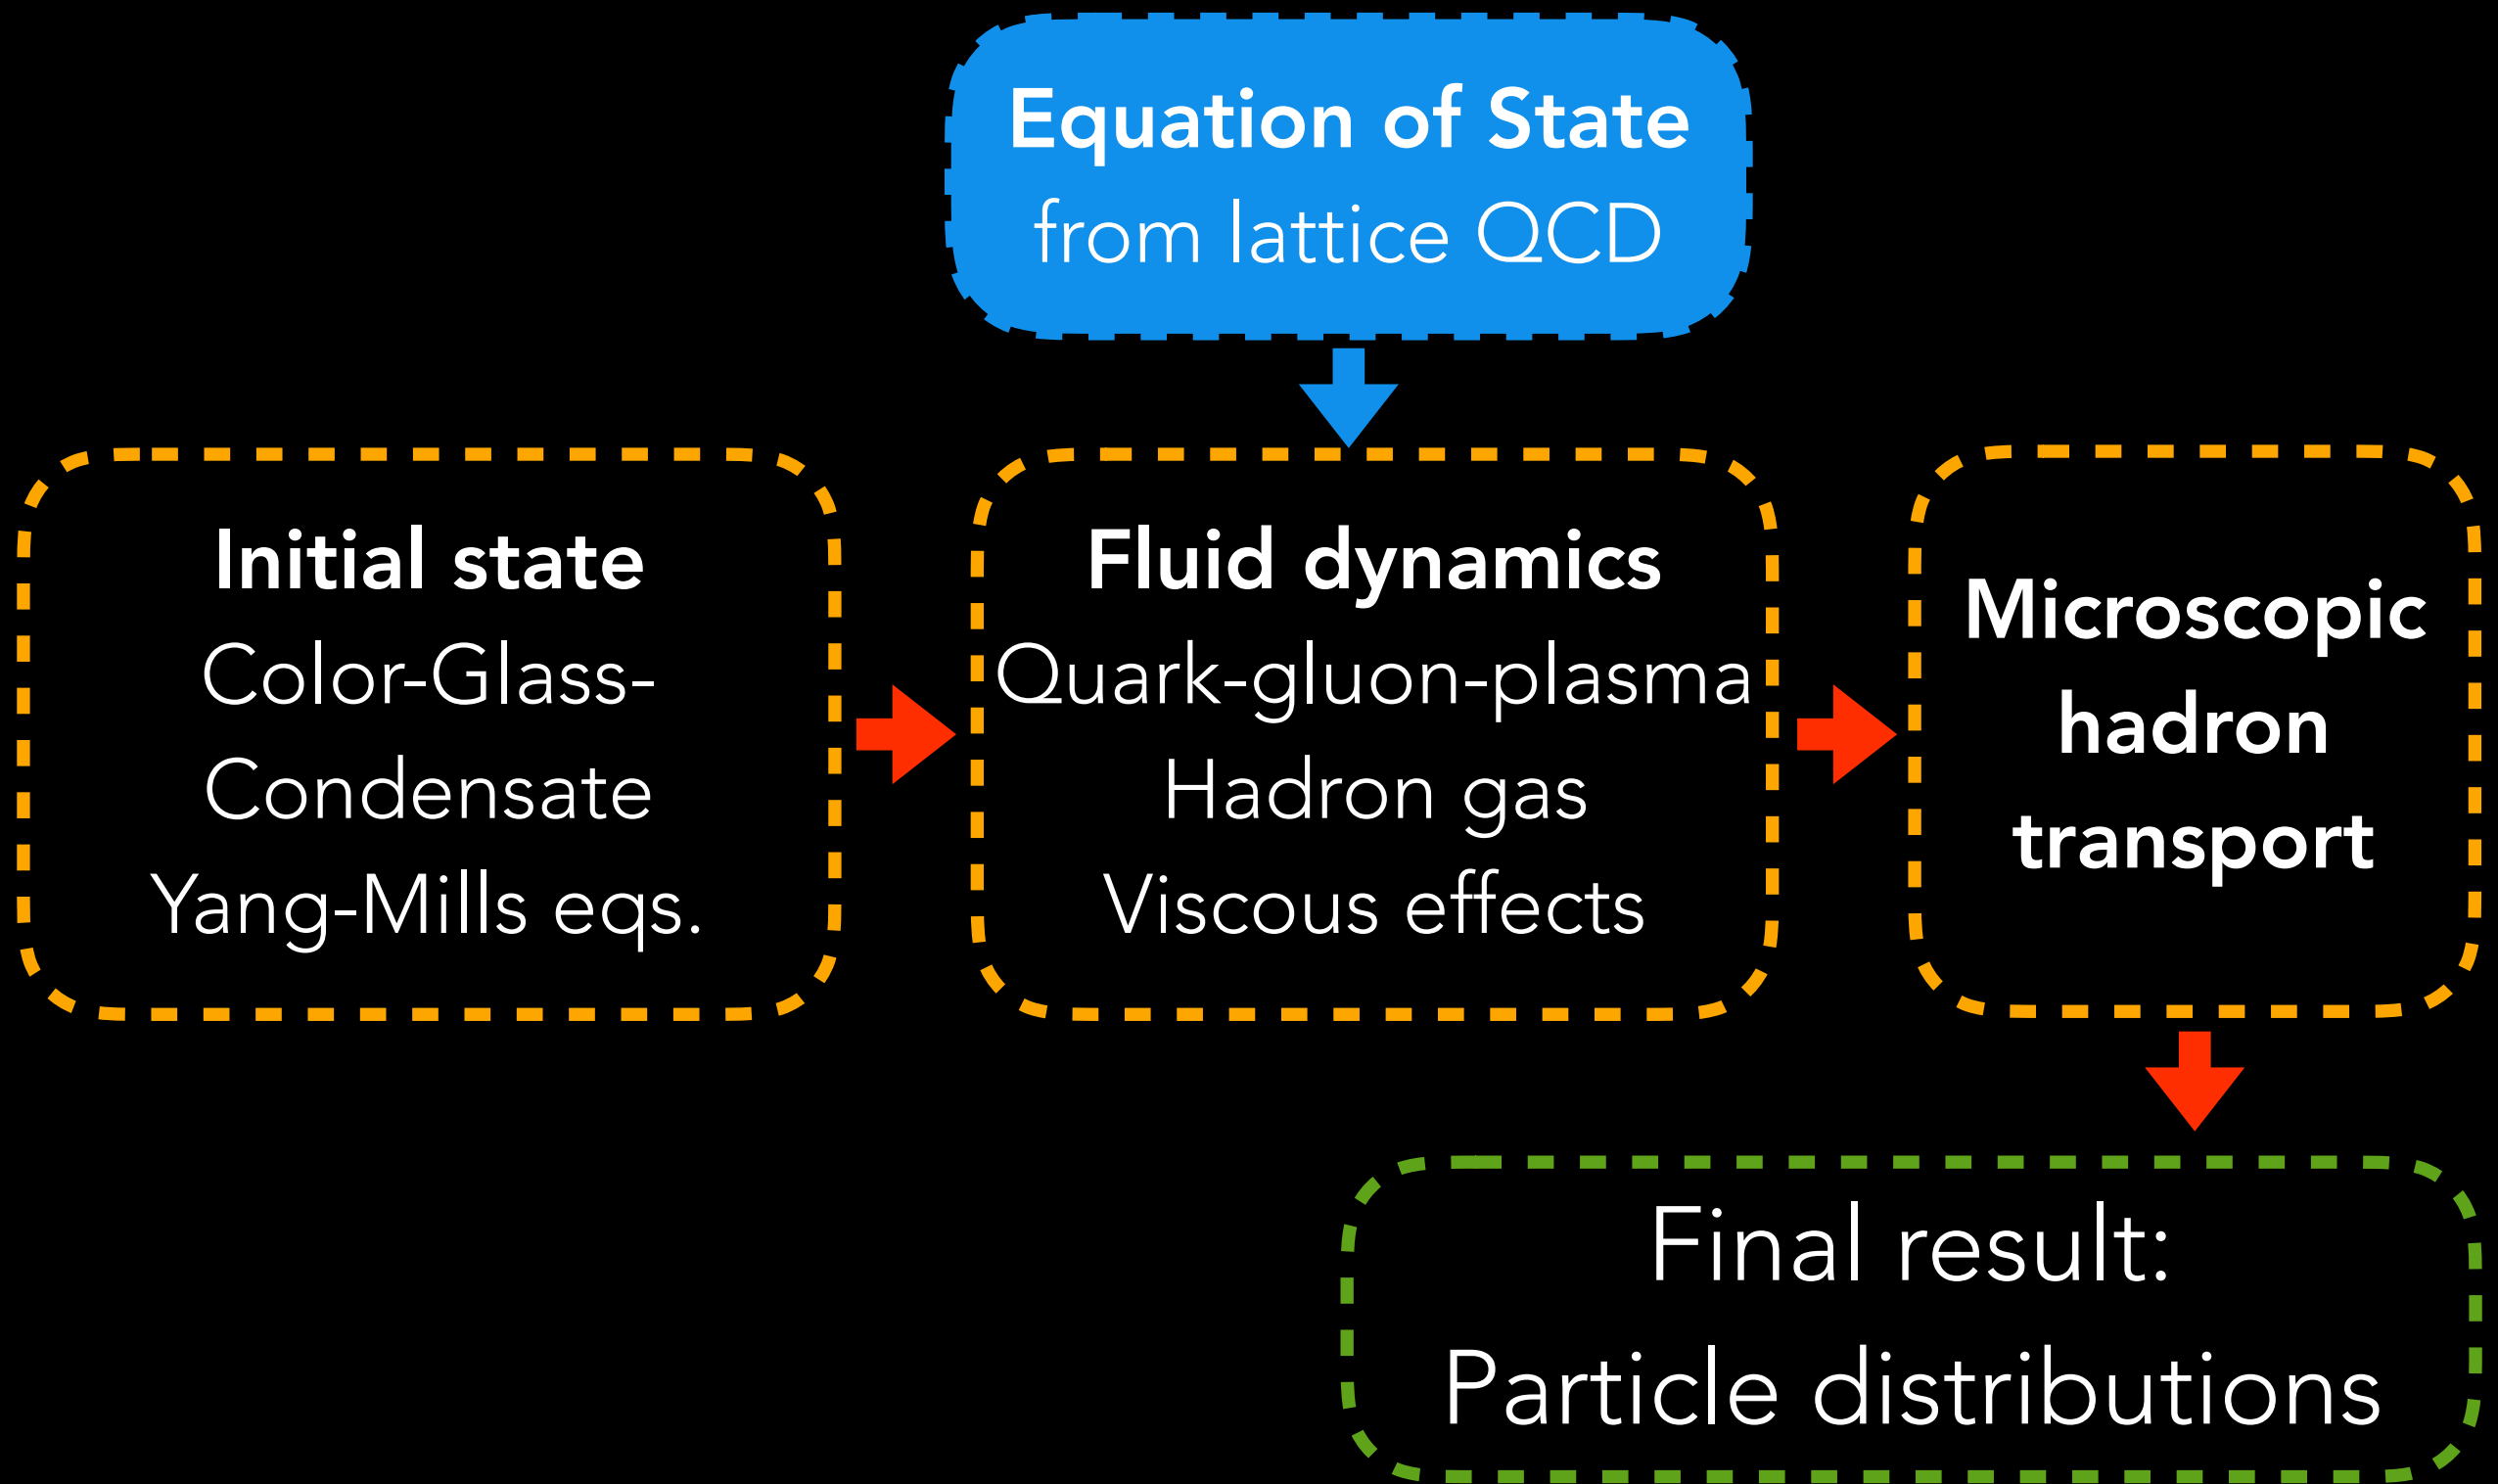 Equation of State
from lattice QCD
Initial state
Color-Glass-
Condensate
Yang-Mills eqs.
Fluid dynamics
Quark-gluon-plasma
Hadron gas
Viscous effects
Microscopic
hadron
transport
Final result:
Particle distributions